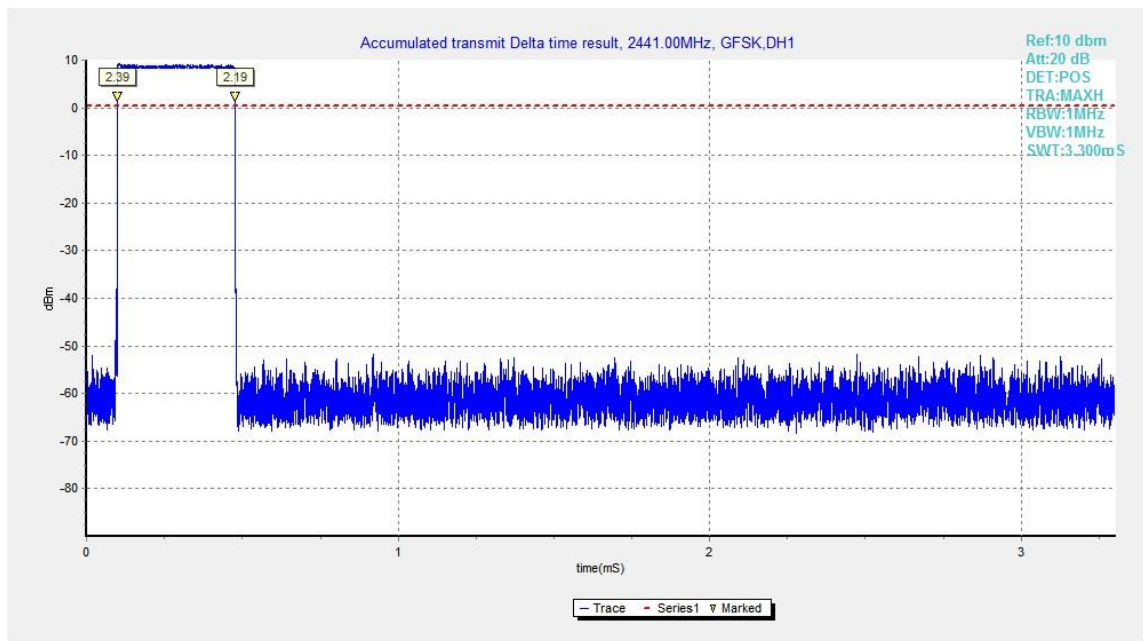 Accumulated transmit Delta time result, 2441.00MHz, GFSK,DH1
Ref:10 dbm
Att:20 dB
DET:POS
TRA:MAXH
RBW:1MHz
VBW:1MHz
SWT:3.300mS
10
0
-10
-20
-30
-40
-50
-60
-70
-80
dBm
2.39
2.19
0
1
2
3
time(mS)
Trace
Series1
Marked